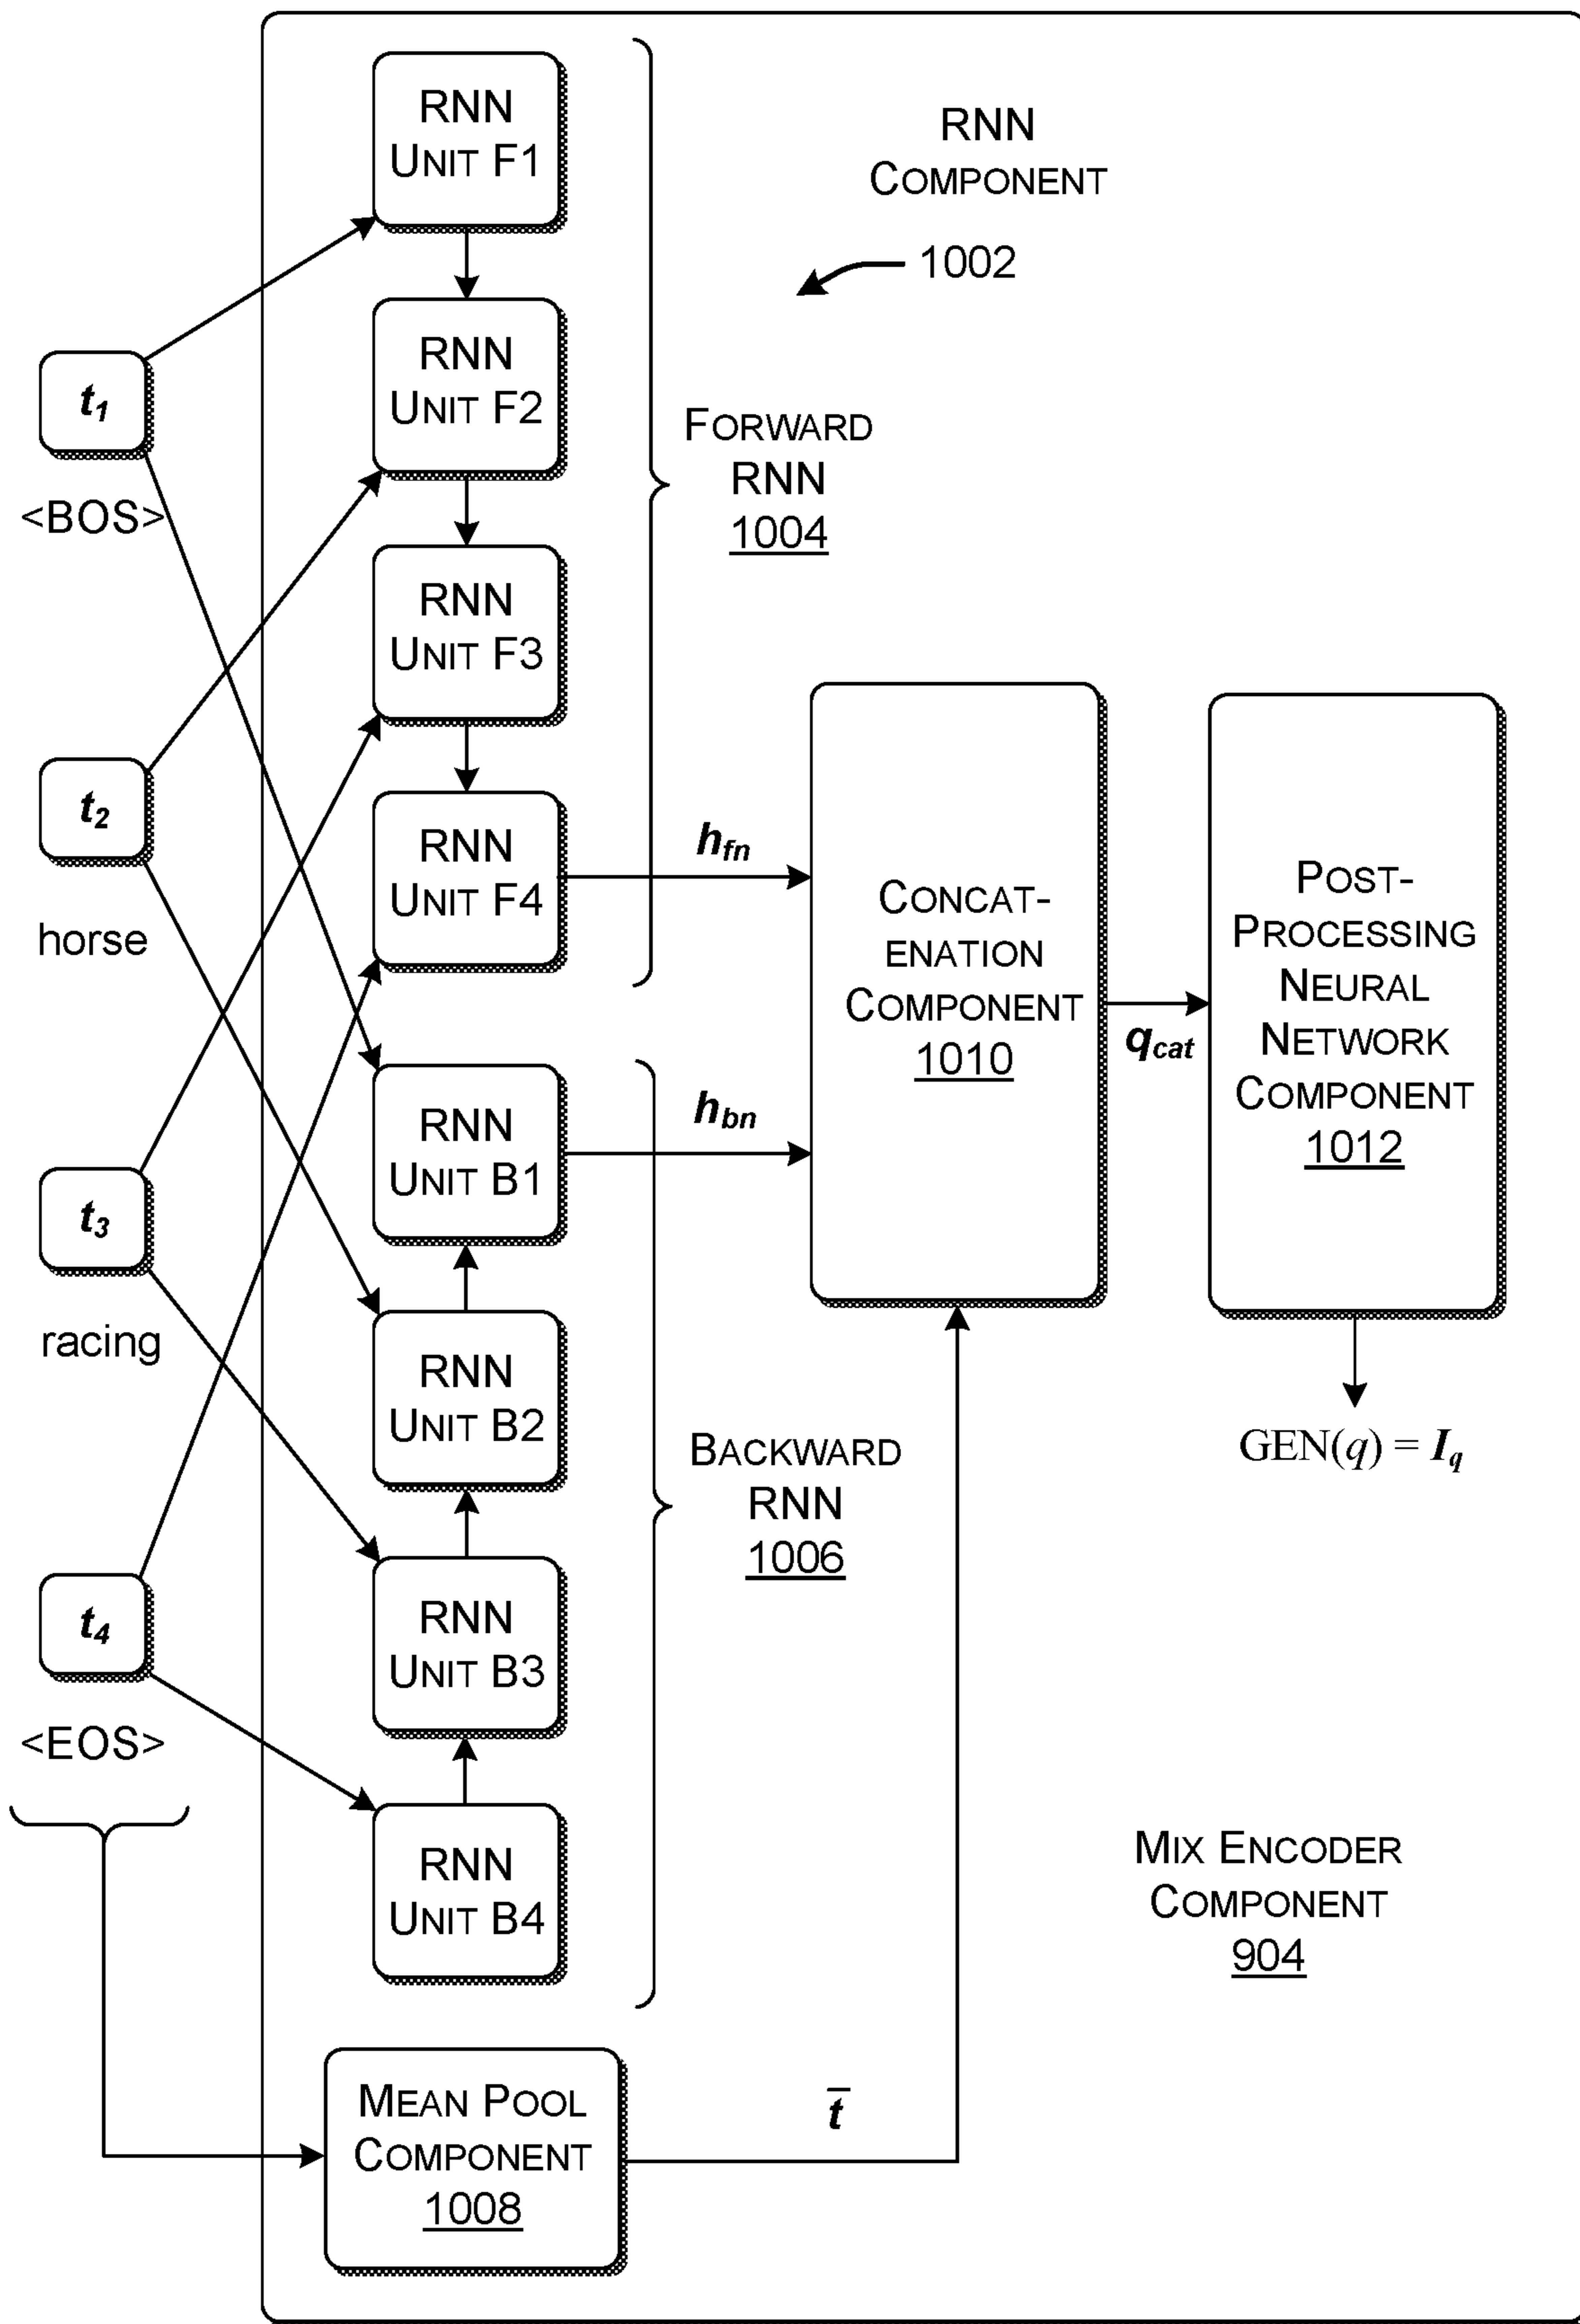 RNN
UNIT F1
RNN
UNIT F2
RNN
UNIT F3
RNN
UNIT F4
RNN
COMPONENT
1002
FORWARD
RNN
1004
t1
<BOS>
t2
horse
t3
racing
t4
<EOS>
hfn
hbn
RNN
UNIT B1
RNN
UNIT B2
RNN
UNIT B3
RNN
UNIT B4
BACKWARD
RNN
1006
CONCAT-
ENATION
COMPONENT
1010
qcat
POST-
PROCESSING
NEURAL
NETWORK
COMPONENT
1012
GEN(q) = Iq
MEAN POOL
COMPONENT
1008
t̄
MIX ENCODER
COMPONENT
904